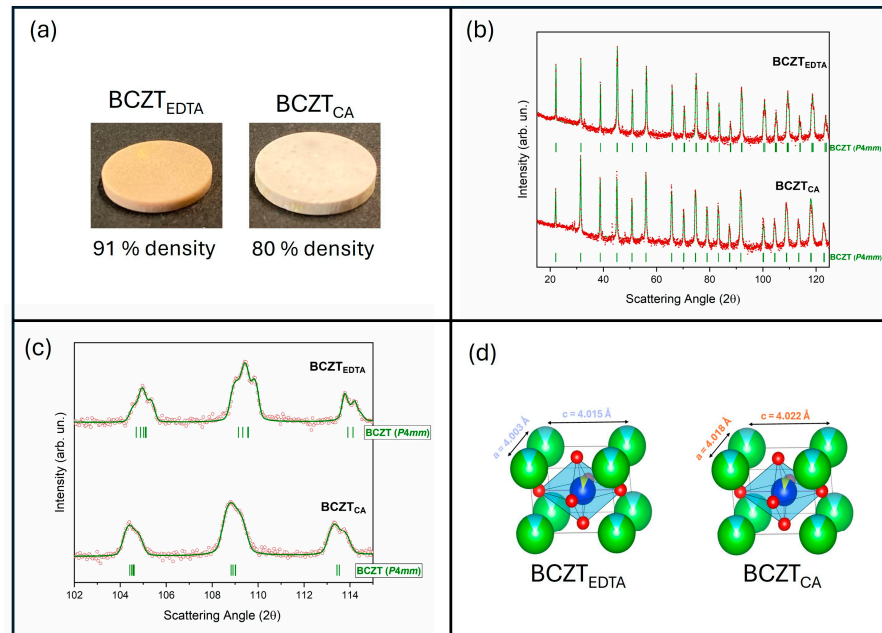 (a)
BCZT_EDTA
BCZT_CA
91 % density
80 % density
(b)
Intensity (arb. un.)
BCZT_EDTA
BCZT (P4mm)
BCZT_CA
BCZT (P4mm)
20 40 60 80 100 120
Scattering Angle (2θ)
(c)
Intensity (arb. un.)
BCZT_EDTA
BCZT (P4mm)
BCZT_CA
BCZT (P4mm)
102 104 106 108 110 112 114
Scattering Angle (2θ)
(d)
a = 4.003 Å
c = 4.015 Å
a = 4.018 Å
c = 4.022 Å
BCZT_EDTA
BCZT_CA